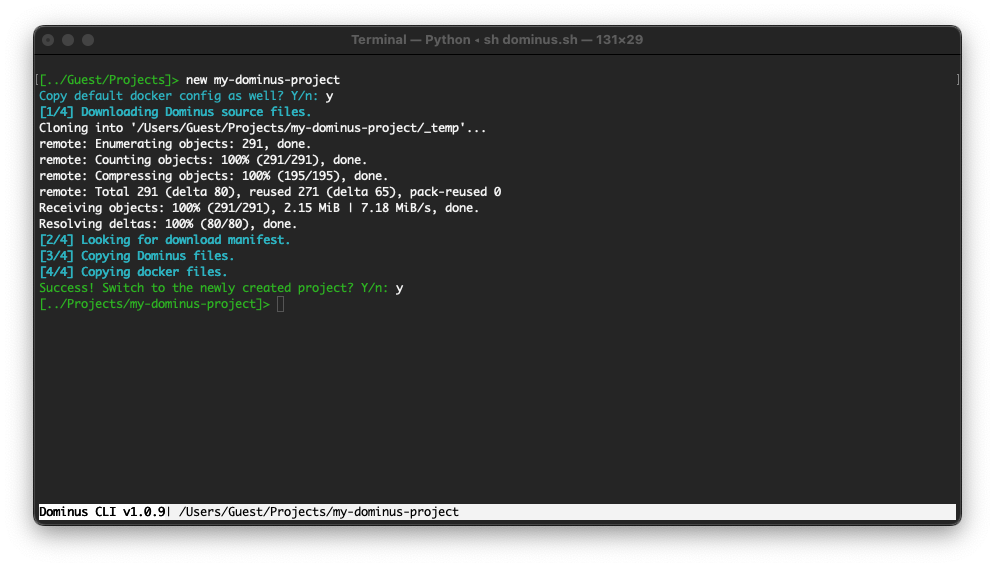 Terminal — Python ◂ sh dominus.sh — 131×29
[[../Guest/Projects]> new my-dominus-project ]
Copy default docker config as well? Y/n: y
[1/4] Downloading Dominus source files.
Cloning into '/Users/Guest/Projects/my-dominus-project/_temp'...
remote: Enumerating objects: 291, done.
remote: Counting objects: 100% (291/291), done.
remote: Compressing objects: 100% (195/195), done.
remote: Total 291 (delta 80), reused 271 (delta 65), pack-reused 0
Receiving objects: 100% (291/291), 2.15 MiB | 7.18 MiB/s, done.
Resolving deltas: 100% (80/80), done.
[2/4] Looking for download manifest.
[3/4] Copying Dominus files.
[4/4] Copying docker files.
Success! Switch to the newly created project? Y/n: y
[../Projects/my-dominus-project]>
Dominus CLI v1.0.9| /Users/Guest/Projects/my-dominus-project